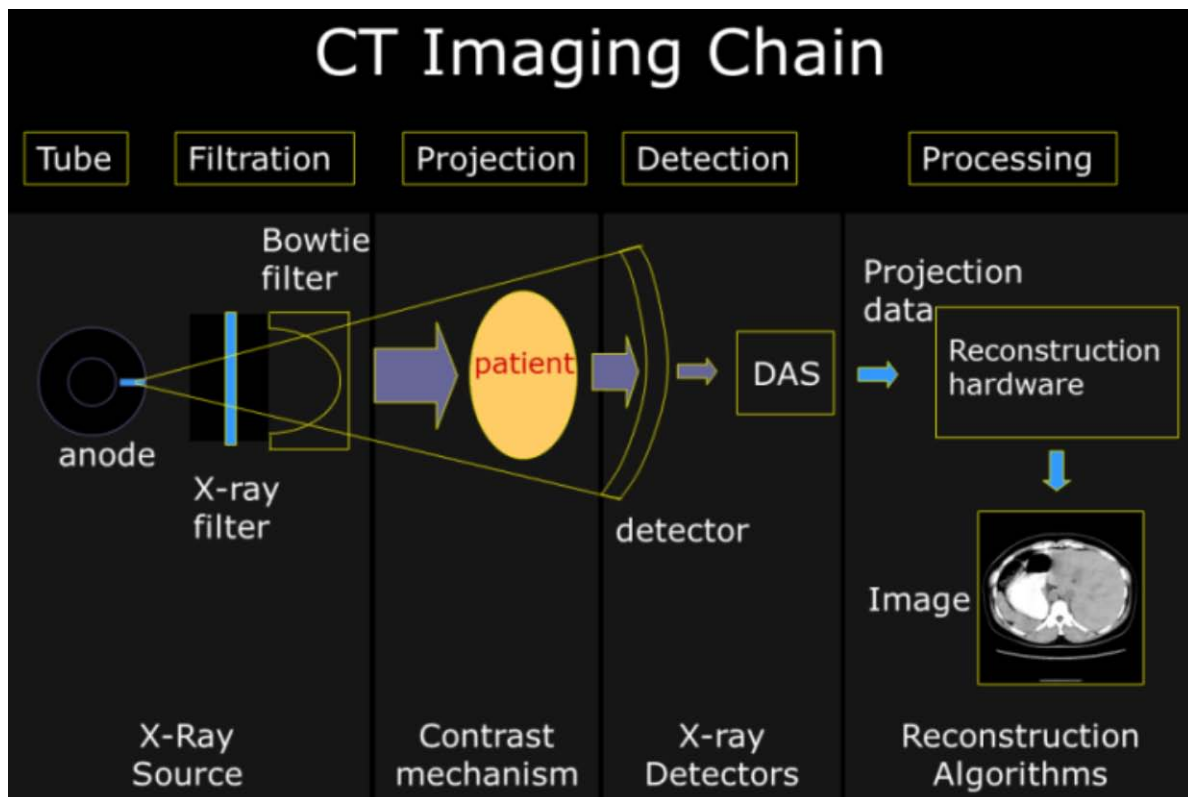 CT Imaging Chain
Tube
Filtration
Projection
Detection
Processing
Bowtie
filter
anode
X-ray
filter
patient
detector
DAS
Projection
data
Reconstruction
hardware
Image
X-Ray
Source
Contrast
mechanism
X-ray
Detectors
Reconstruction
Algorithms